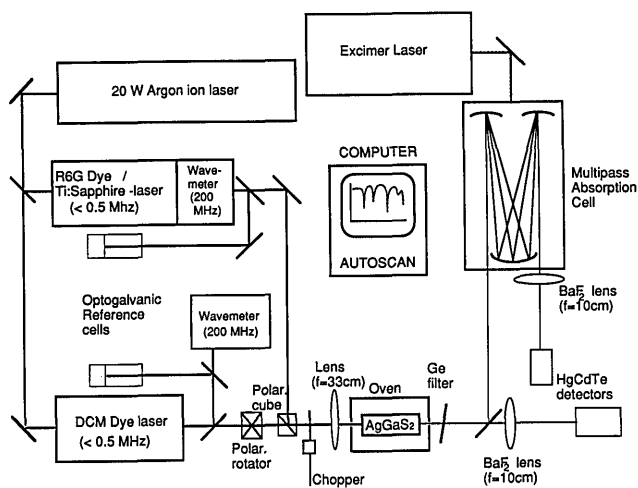 Excimer Laser
20 W Argon ion laser
COMPUTER
R6G Dye /
Ti:Sapphire -laser
(< 0.5 Mhz)
Wave-
meter
(200
MHz)
Multipass
Absorption
Cell
AUTOSCAN
Optogalvanic
Reference
cells
Wavemeter
(200 MHz)
BaF2 lens
(f=10cm)
Lens
(f=33cm)
Oven
Ge
filter
HgCdTe
detectors
Polar.
cube
DCM Dye laser
(< 0.5 MHz)
AgGaS2
Polar.
rotator
Chopper
BaF2 lens
(f=10cm)